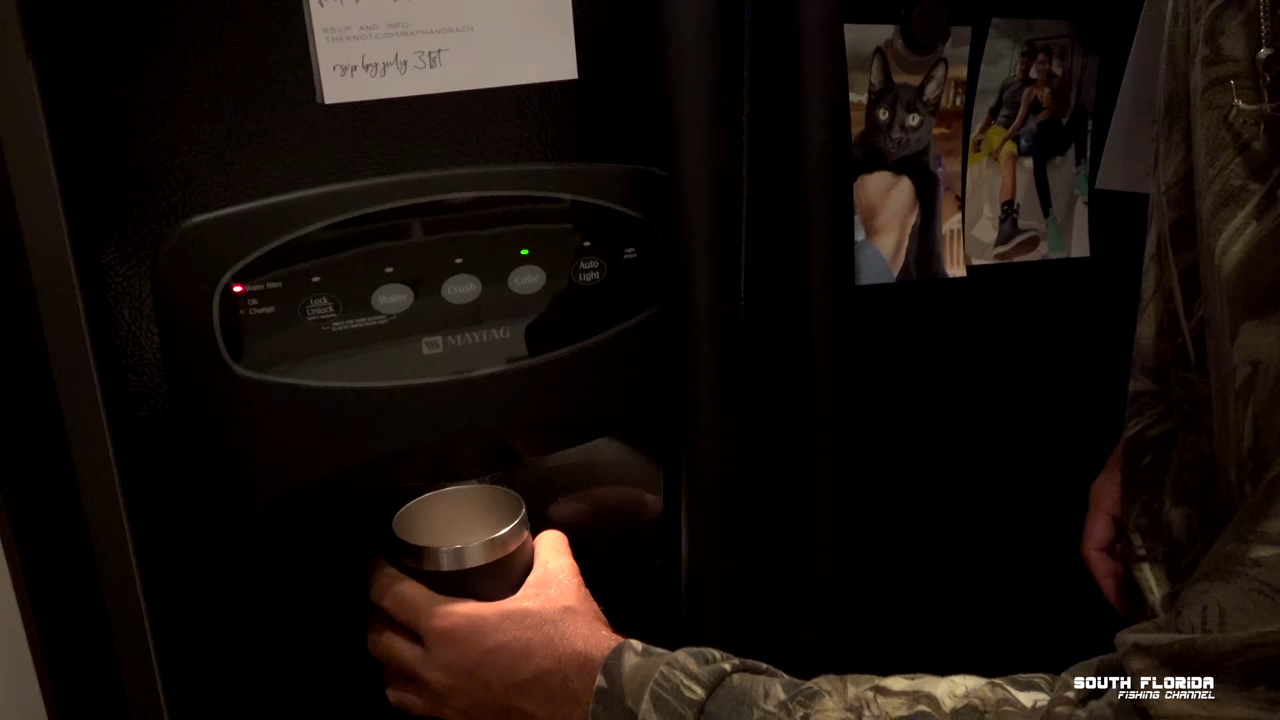 RSVP AND INFO-
THEKNOT.COM/RAPHANDRACH
rsvp by july 31st
Water filter
Ok
Change
Lock
Unlock
Water
Crush
Cube
Auto
Light
MAYTAG
SOUTH FLORIDA
FISHING CHANNEL